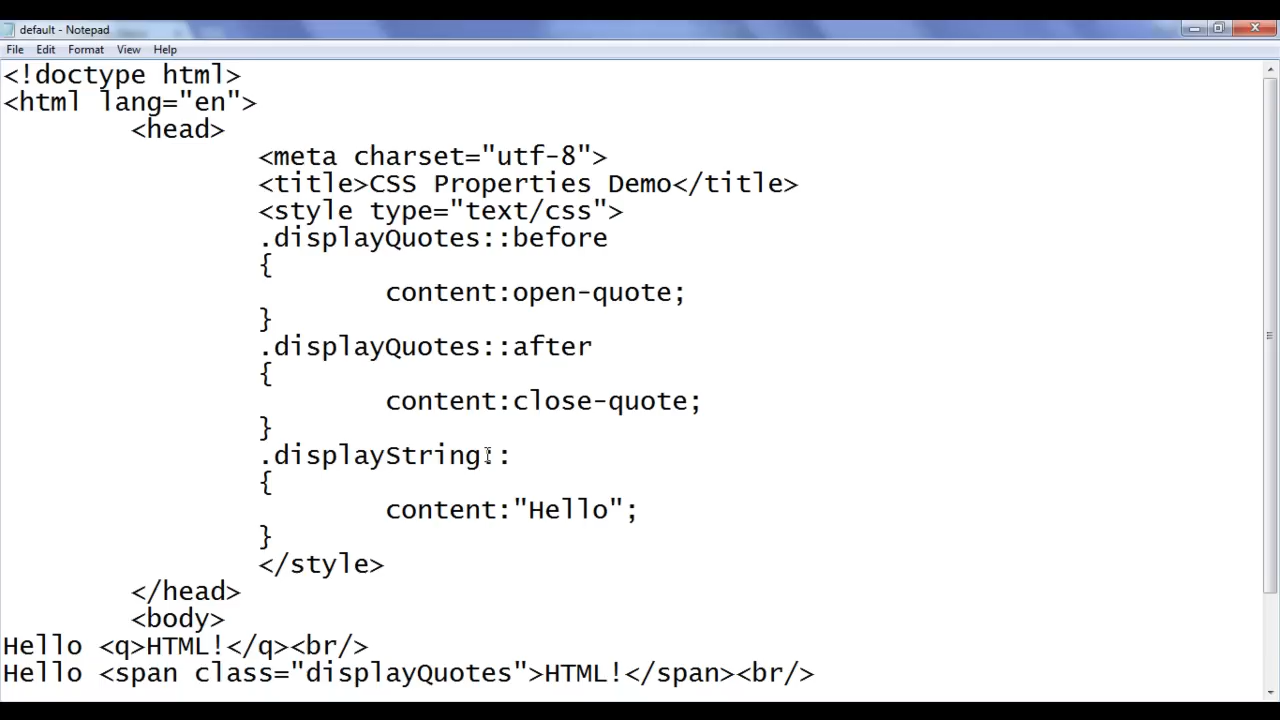 default - Notepad
File Edit Format View Help
<!doctype html>
<html lang="en">
<head>
<meta charset="utf-8">
<title>CSS Properties Demo</title>
<style type="text/css">
.displayQuotes::before
{
content:open-quote;
}
.displayQuotes::after
{
content:close-quote;
}
.displayString::
{
content:"Hello";
}
</style>
</head>
<body>
Hello <q>HTML!</q><br/>
Hello <span class="displayQuotes">HTML!</span><br/>